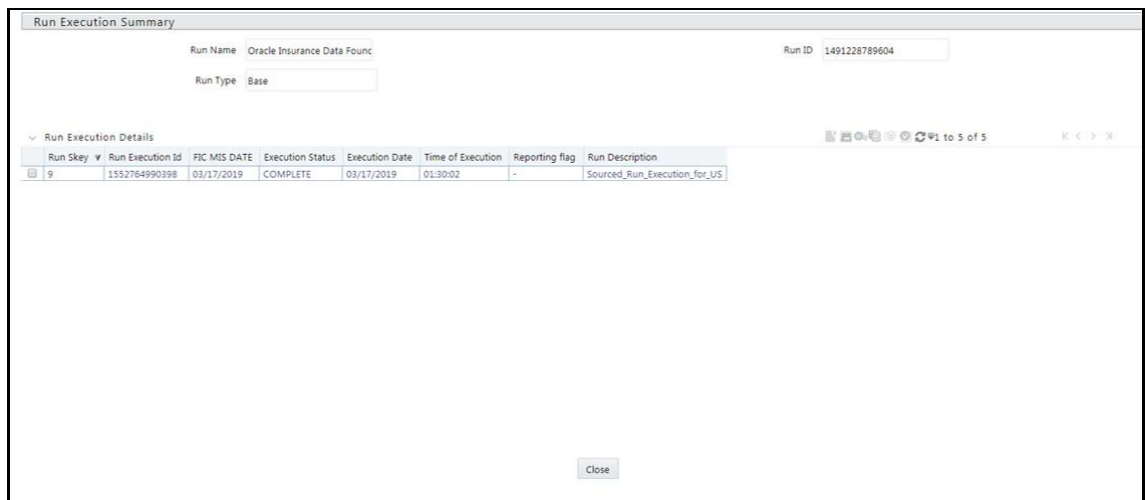 Run Execution Summary
Run Name Oracle Insurance Data Founc Run ID 1491228789604
Run Type Base
Run Execution Details 1 to 5 of 5
Run Skey Run Execution Id FIC MIS DATE Execution Status Execution Date Time of Execution Reporting flag Run Description
9 1552764990398 03/17/2019 COMPLETE 03/17/2019 01:30:02 - Sourced_Run_Execution_for_US
Close